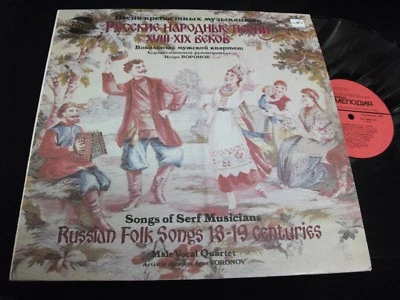 Песни крепостных музыкантов
РУССКИЕ НАРОДНЫЕ ПЕСНИ
XVIII-XIX ВЕКОВ
Вокальный мужской квартет
Художественный руководитель
Игорь ВОРОНОВ
Songs of Serf Musicians
Russian Folk Songs 18-19 centuries
Male Vocal Quartet
Artistic director Igor VORONOV
МЕЛОДИЯ